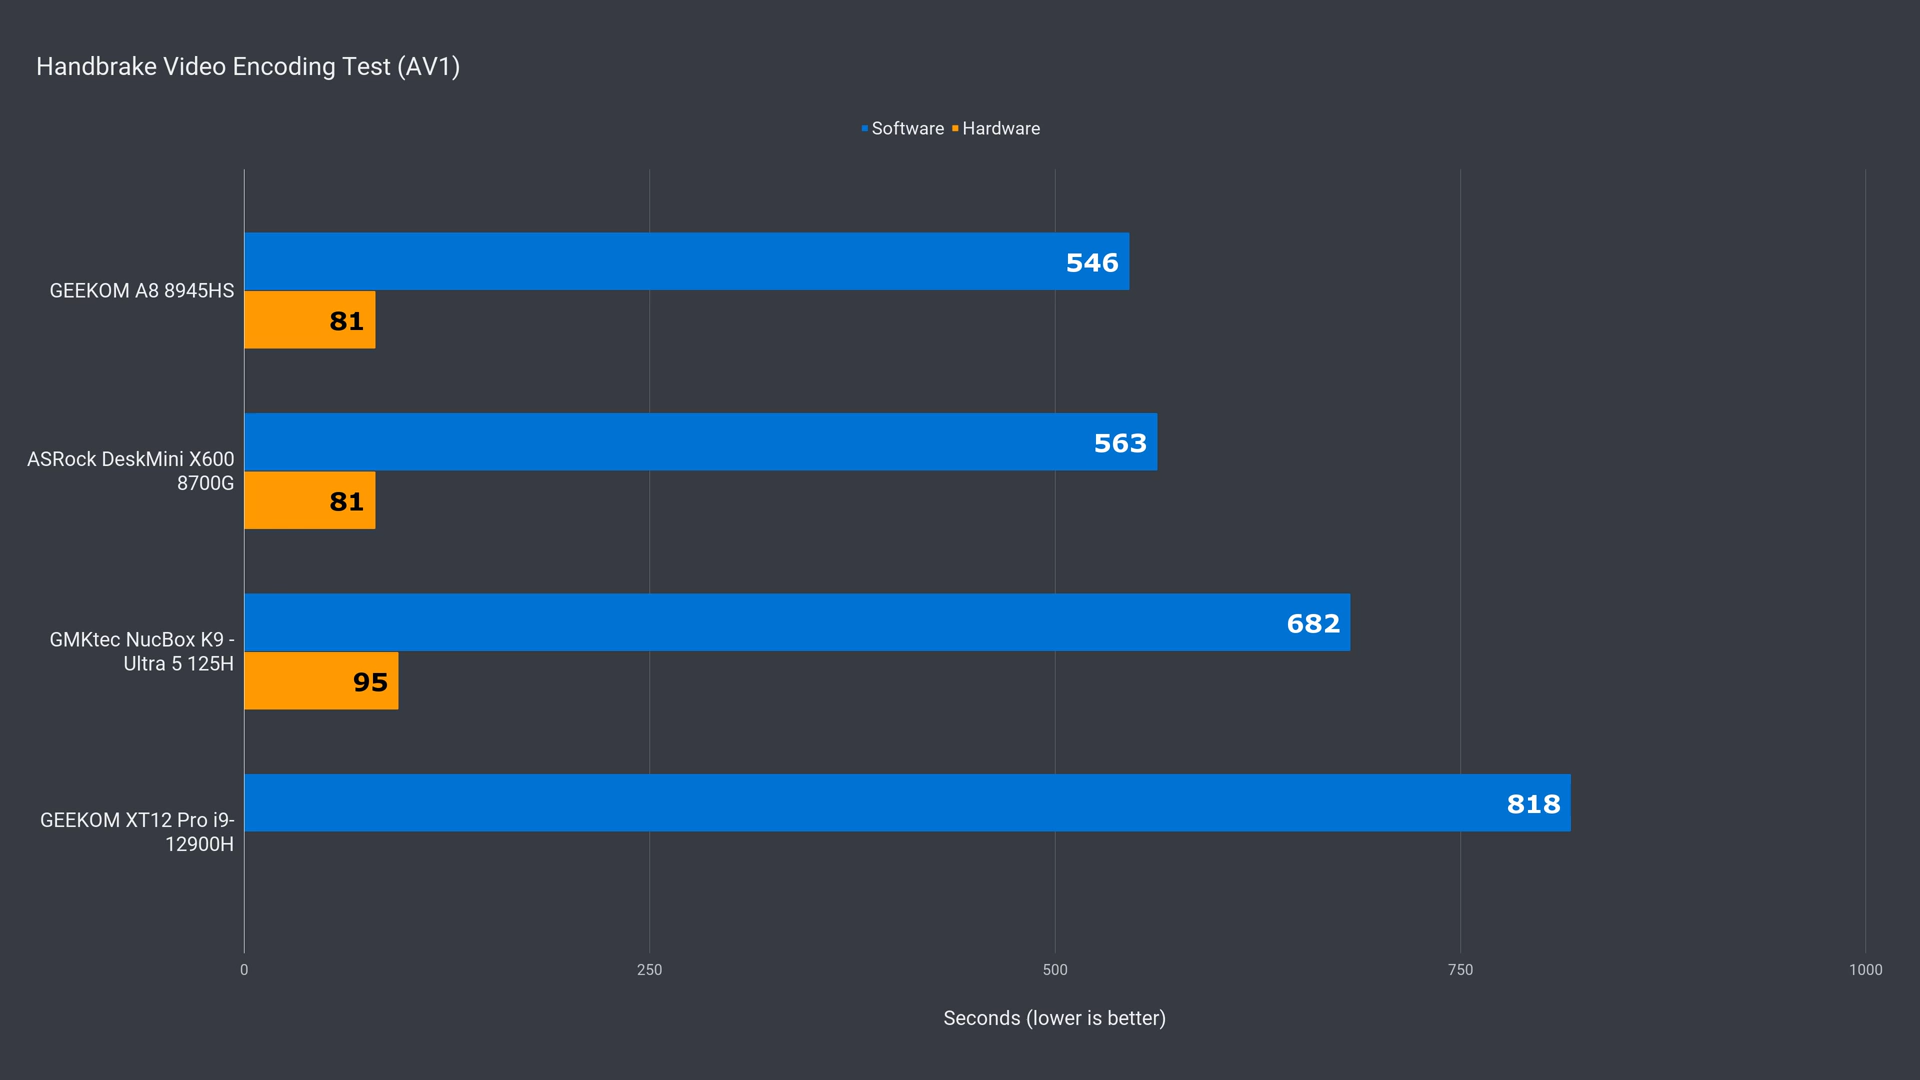 Handbrake Video Encoding Test (AV1)
Software Hardware
GEEKOM A8 8945HS
546
81
ASRock DeskMini X600
8700G
563
81
GMKtec NucBox K9 -
Ultra 5 125H
682
95
GEEKOM XT12 Pro i9-
12900H
818
0 250 500 750 1000
Seconds (lower is better)